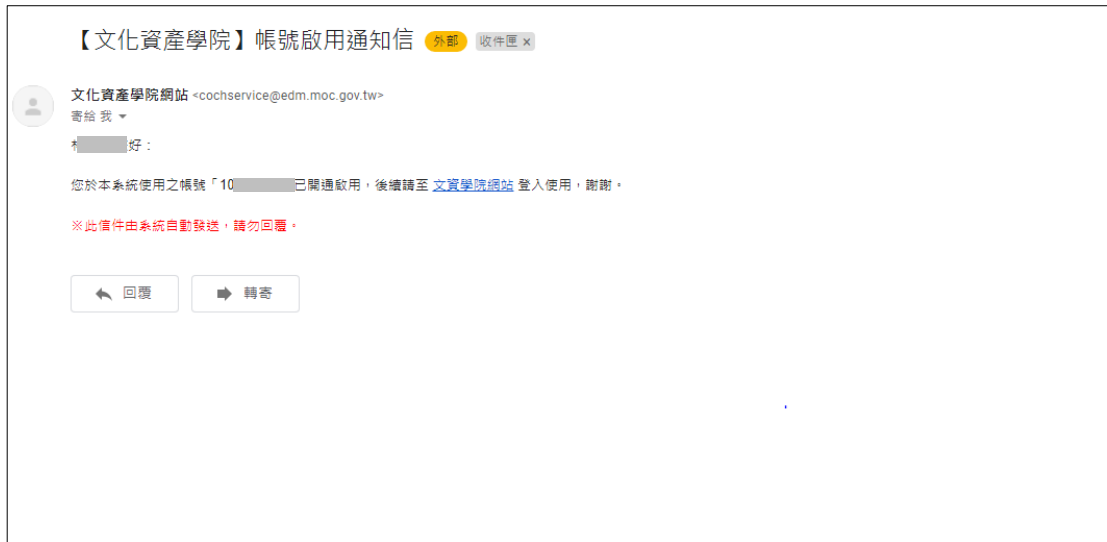 【文化資產學院】帳號啟用通知信 外部 收件匣 ×
文化資產學院網站 <cochservice@edm.moc.gov.tw>
寄給 我
好：
您於本系統使用之帳號「10 已開通啟用，後續請至 文資學院網站 登入使用，謝謝。
※此信件由系統自動發送，請勿回覆。
回覆 轉寄